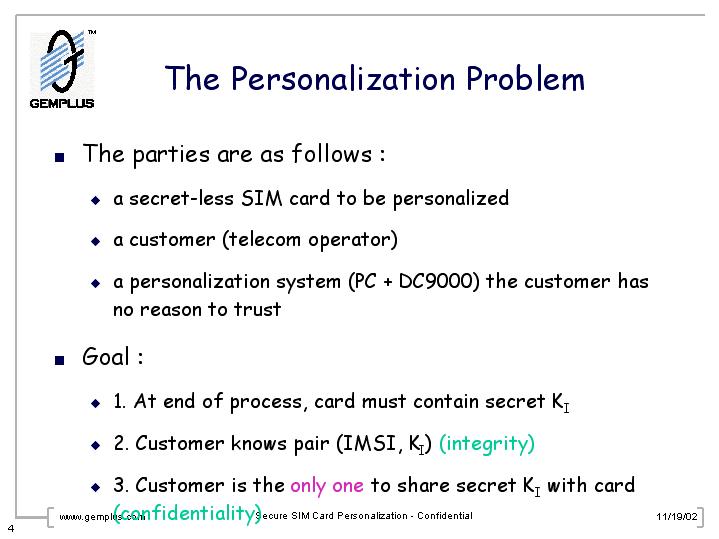 TM
GEMPLUS
The Personalization Problem
The parties are as follows :
a secret-less SIM card to be personalized
a customer (telecom operator)
a personalization system (PC + DC9000) the customer has
no reason to trust
Goal :
1. At end of process, card must contain secret KI
2. Customer knows pair (IMSI, KI) (integrity)
3. Customer is the only one to share secret KI with card
(confidentiality)
www.gemplus.com
Secure SIM Card Personalization - Confidential
11/19/02
4